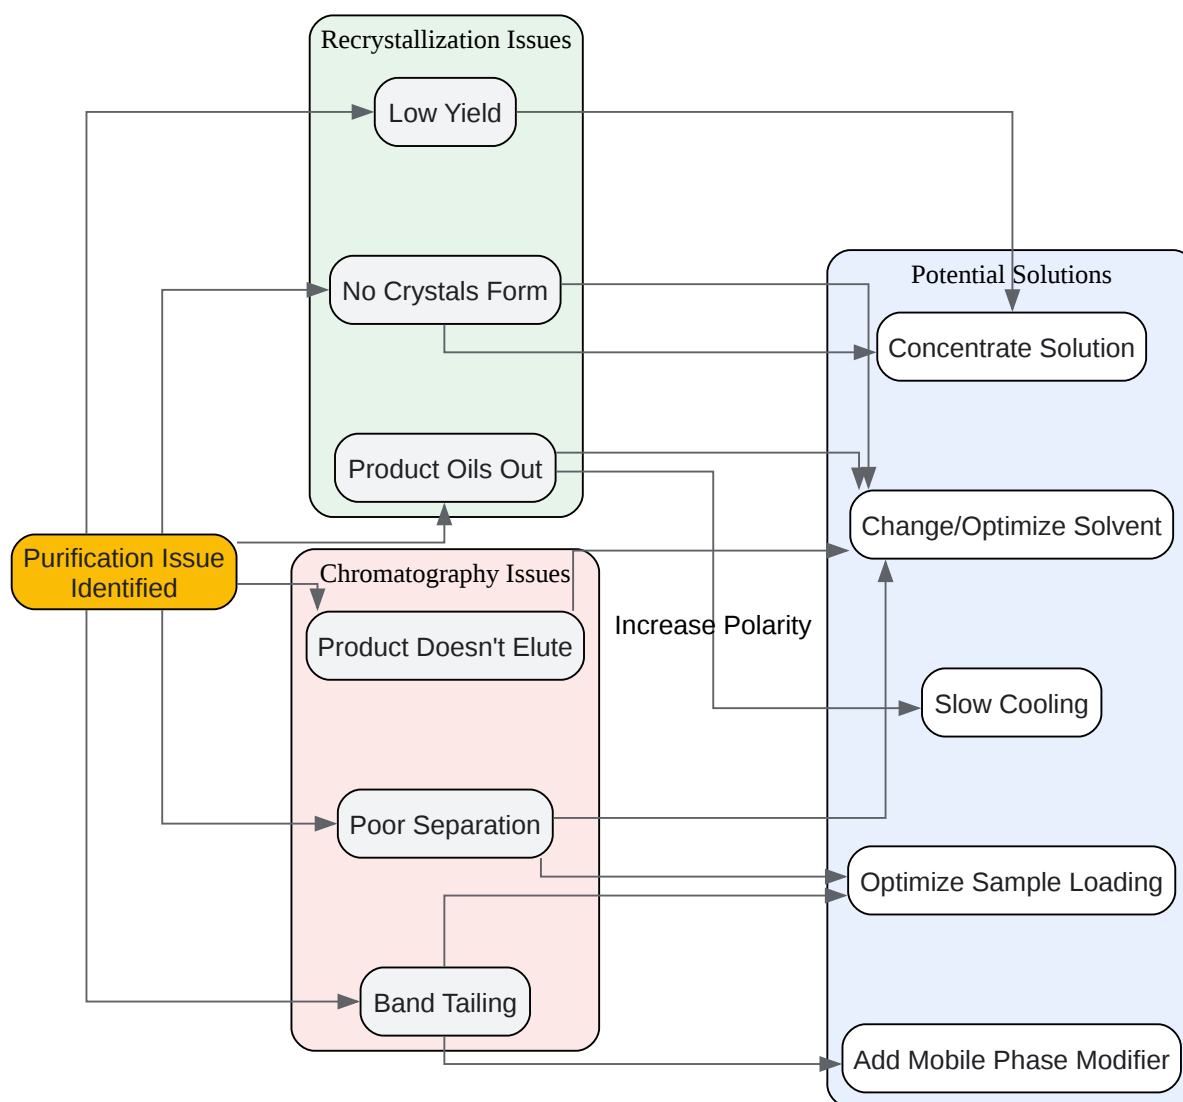 Recrystallization Issues
Low Yield
No Crystals Form
Product Oils Out
Purification Issue
Identified
Chromatography Issues
Product Doesn't Elute
Poor Separation
Band Tailing
Increase Polarity
Potential Solutions
Concentrate Solution
Change/Optimize Solvent
Slow Cooling
Optimize Sample Loading
Add Mobile Phase Modifier